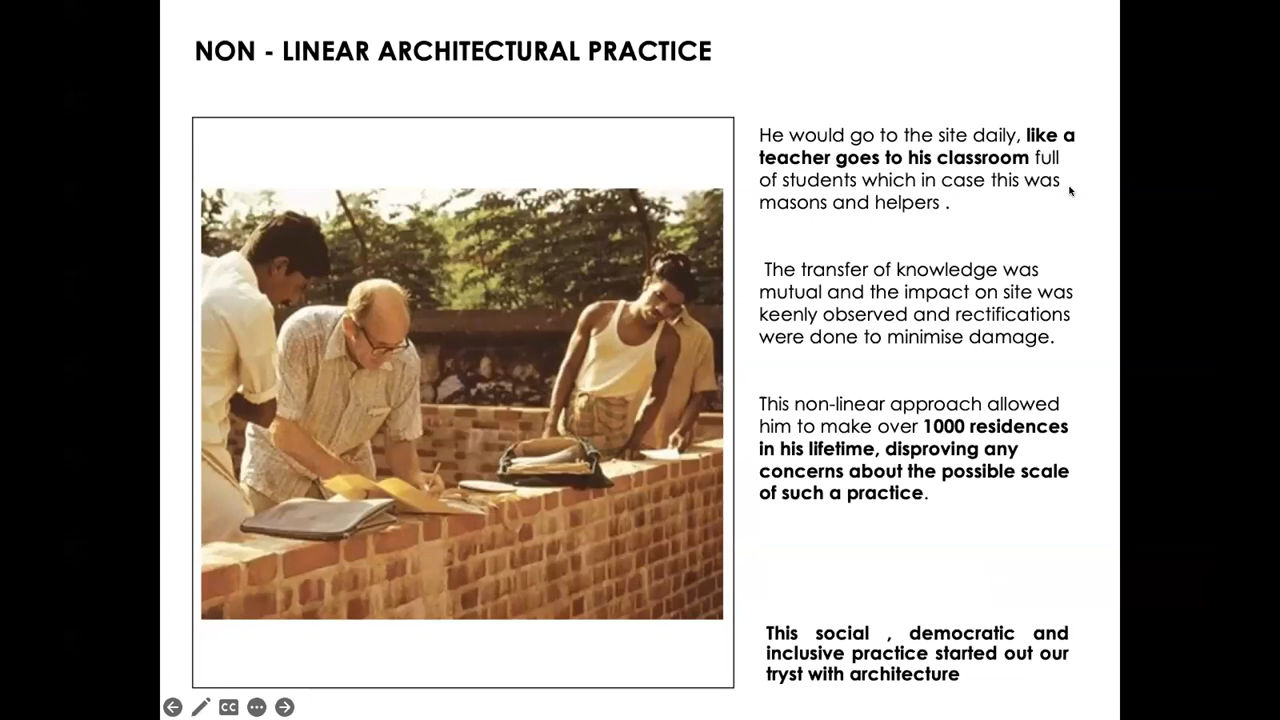 NON - LINEAR ARCHITECTURAL PRACTICE
He would go to the site daily, like a
teacher goes to his classroom full
of students which in case this was
masons and helpers .
The transfer of knowledge was
mutual and the impact on site was
keenly observed and rectifications
were done to minimise damage.
This non-linear approach allowed
him to make over 1000 residences
in his lifetime, disproving any
concerns about the possible scale
of such a practice.
This social , democratic and
inclusive practice started out our
tryst with architecture
CC